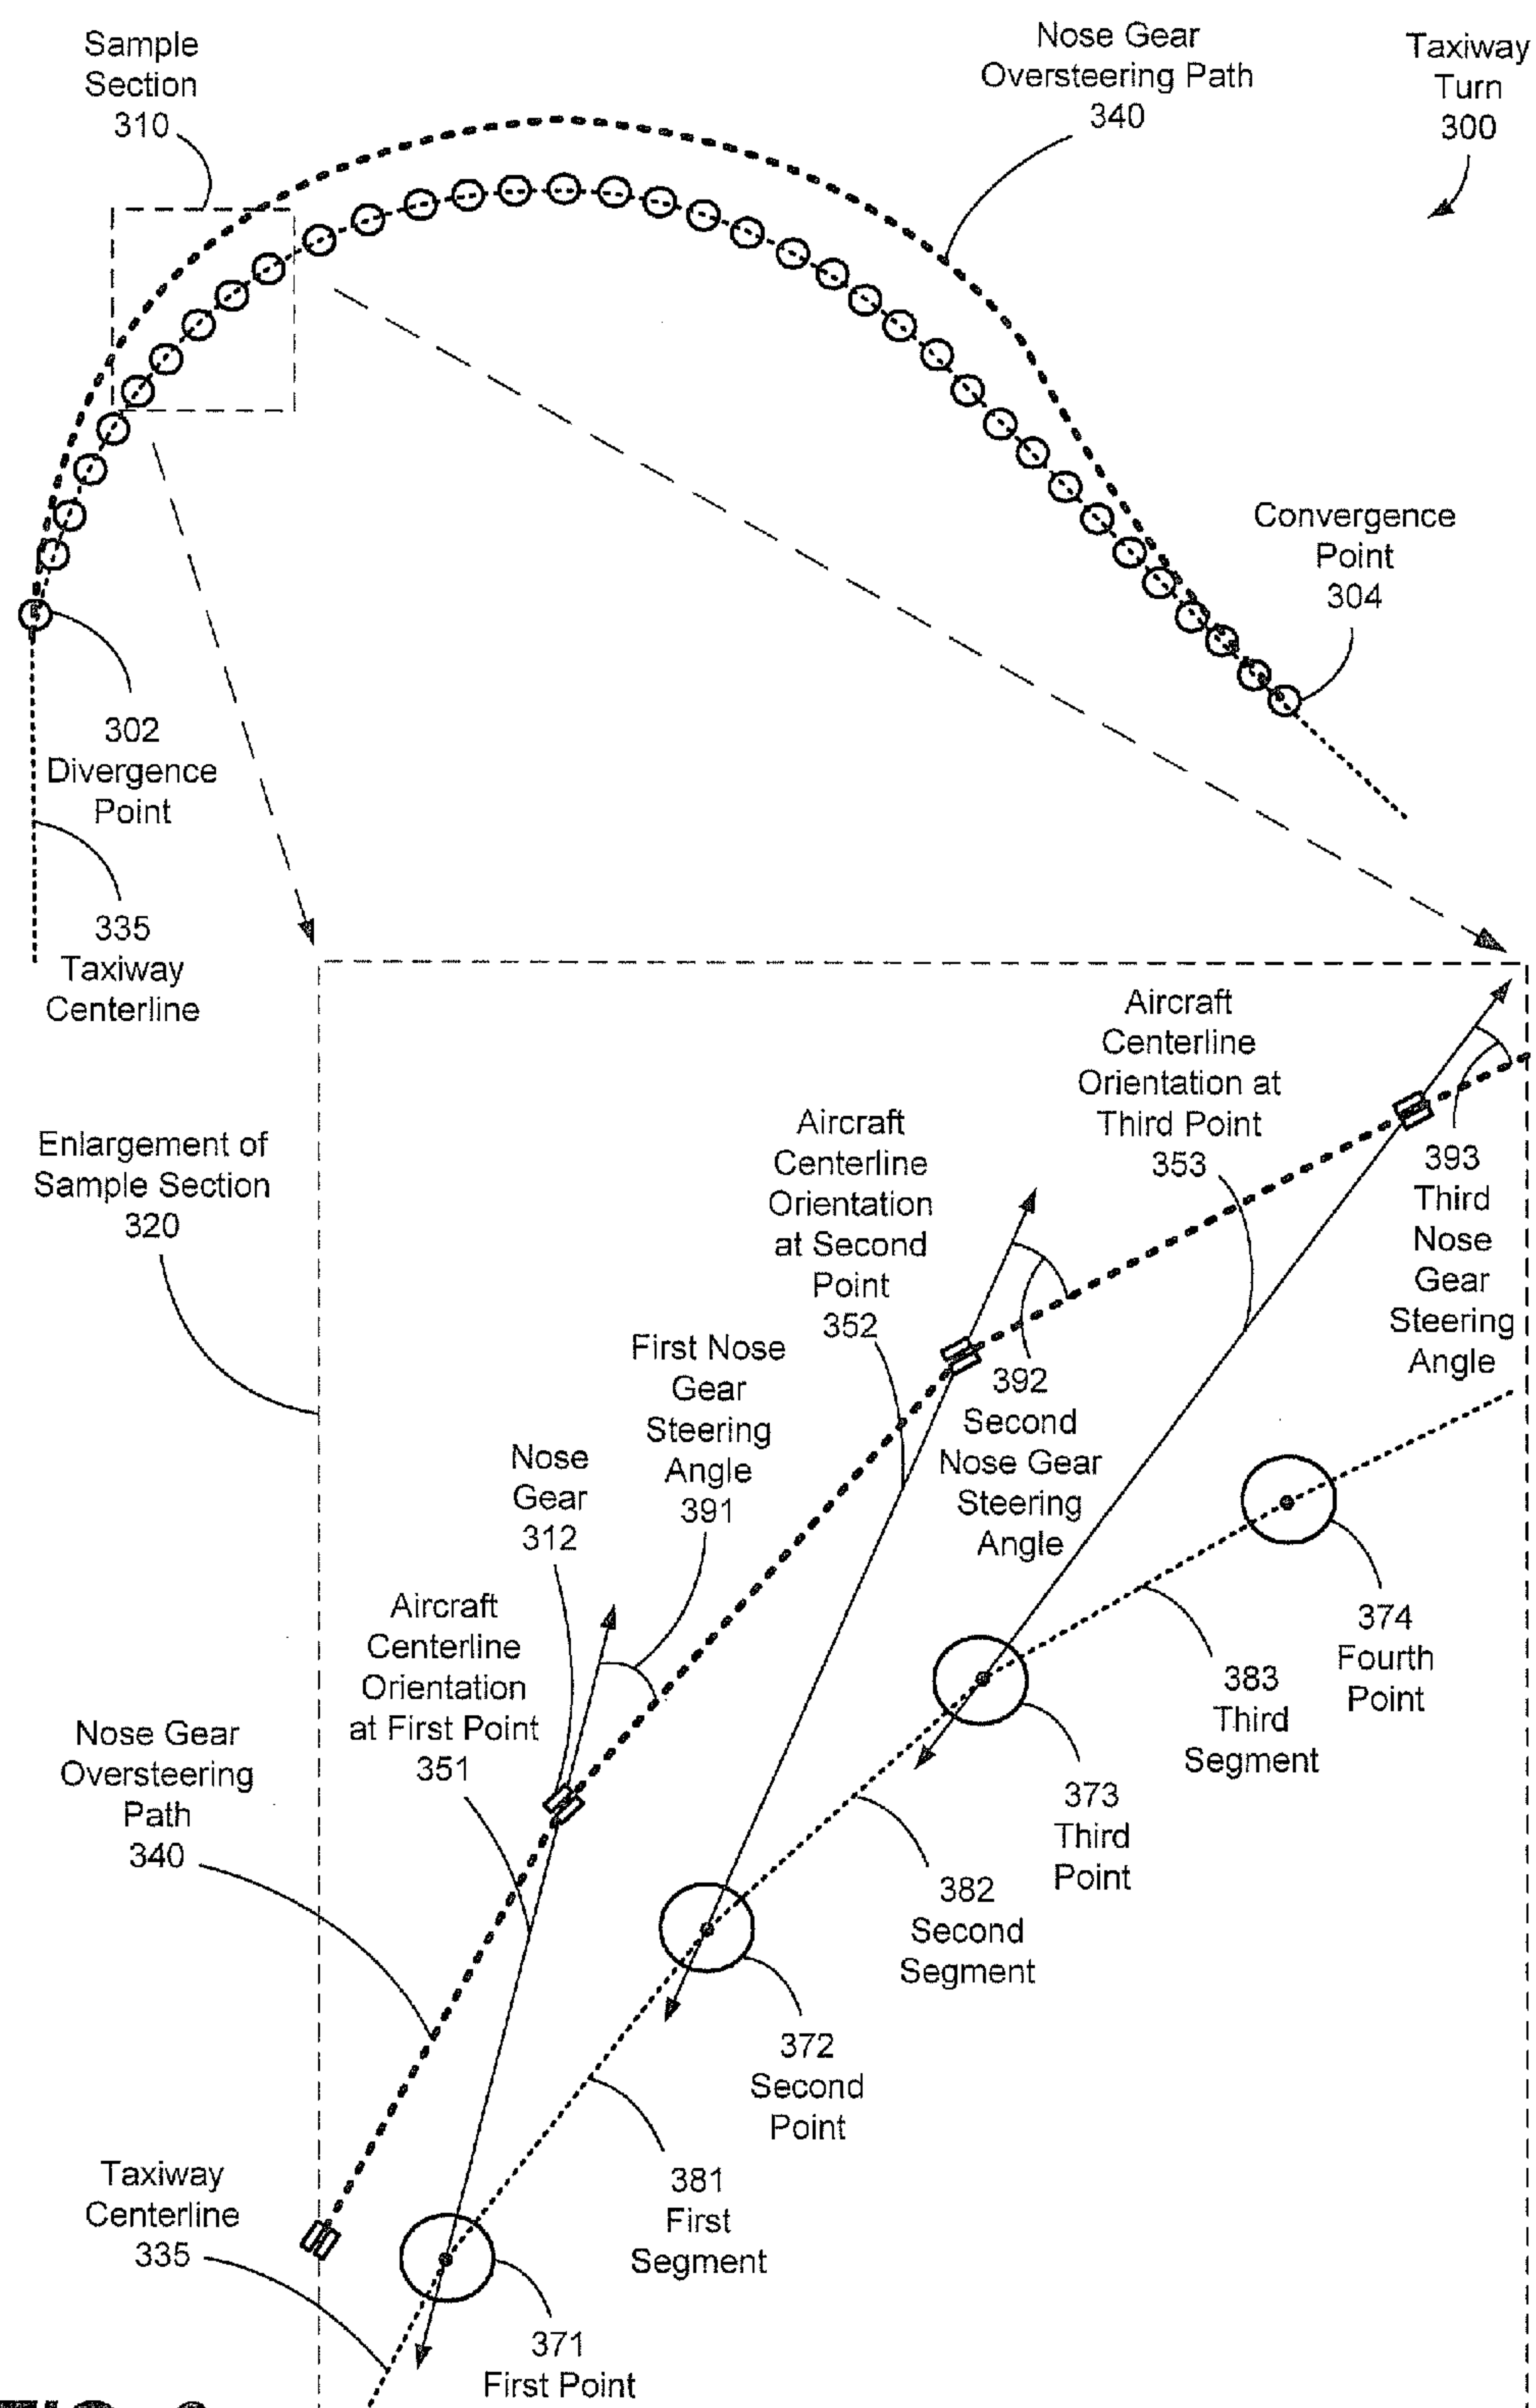 Sample
Section
310
Nose Gear
Oversteering Path
340
Taxiway
Turn
300
Convergence
Point
304
302
Divergence
Point
335
Taxiway
Centerline
Enlargement of
Sample Section
320
Aircraft
Centerline
Orientation at
Third Point
353
Aircraft
Centerline
Orientation
at Second
Point
352
393
Third
Nose
Gear
Steering
Angle
First Nose
Gear
Steering
Angle
391
392
Second
Nose Gear
Steering
Angle
Nose
Gear
312
Aircraft
Centerline
Orientation
at First Point
351
374
Fourth
Point
383
Third
Segment
Nose Gear
Oversteering
Path
340
373
Third
Point
382
Second
Segment
372
Second
Point
381
First
Segment
Taxiway
Centerline
335
371
First Point